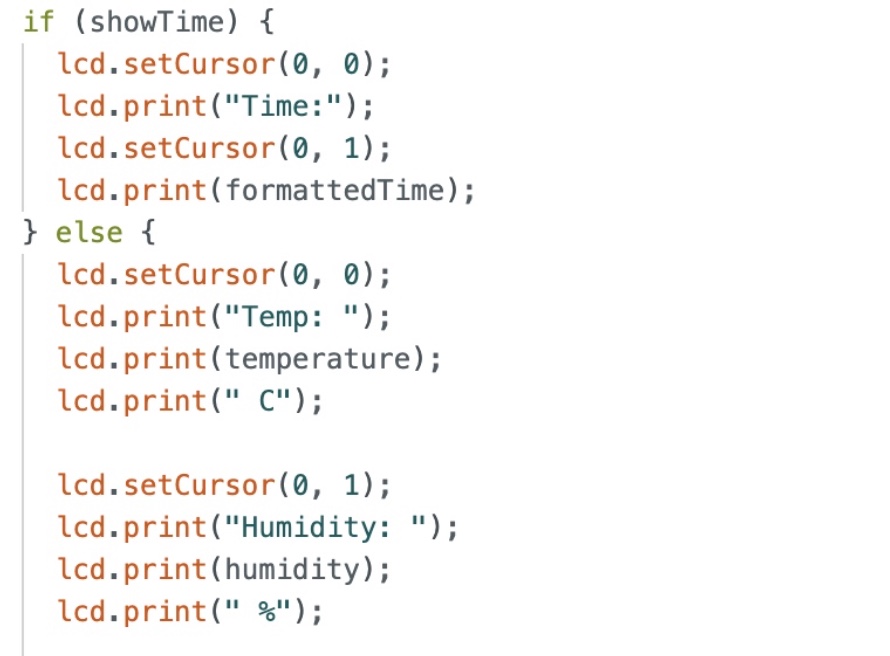 if (showTime) {
  lcd.setCursor(0, 0);
  lcd.print("Time:");
  lcd.setCursor(0, 1);
  lcd.print(formattedTime);
} else {
  lcd.setCursor(0, 0);
  lcd.print("Temp: ");
  lcd.print(temperature);
  lcd.print(" C");

  lcd.setCursor(0, 1);
  lcd.print("Humidity: ");
  lcd.print(humidity);
  lcd.print(" %");